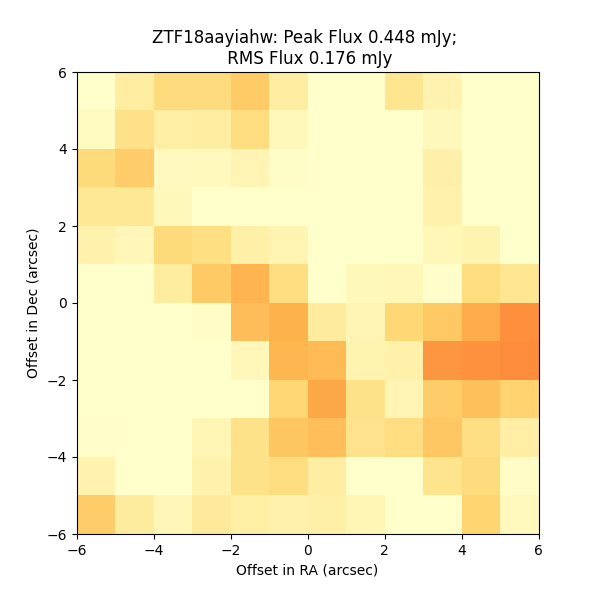 ZTF18aayiahw: Peak Flux 0.448 mJy;
RMS Flux 0.176 mJy
6
4
2
0
−2
−4
−6
Offset in Dec (arcsec)
−6 −4 −2 0 2 4 6
Offset in RA (arcsec)